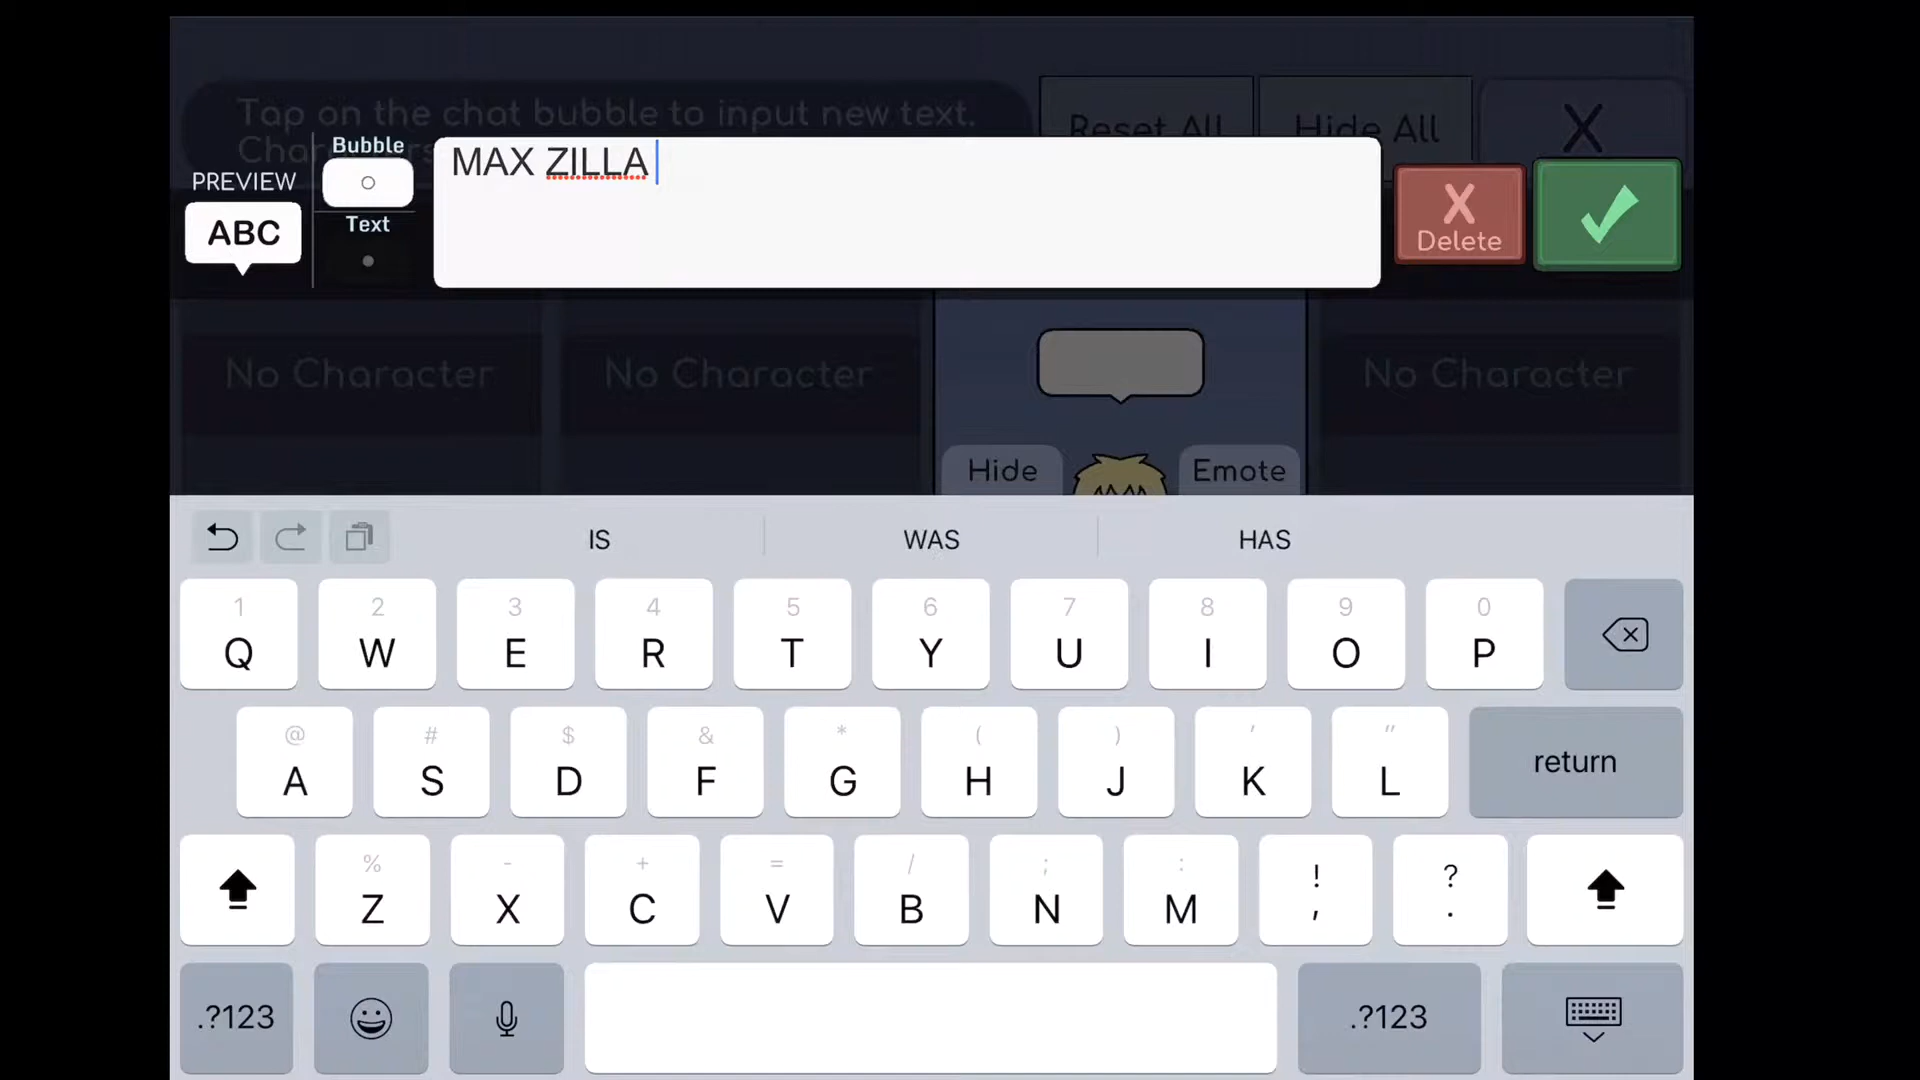 Tap on the chat bubble to input new text.
Characters
Reset All
Hide All
X
Bubble
PREVIEW
ABC
Text
MAX ZILLA
X
Delete
No Character
No Character
No Character
Hide
Emote
IS
WAS
HAS
1 2 3 4 5 6 7 8 9 0
Q W E R T Y U I O P
@ # $ & * ( ) ' "
A S D F G H J K L
return
% - + = / ; : ! ?
Z X C V B N M , .
.?123
.?123